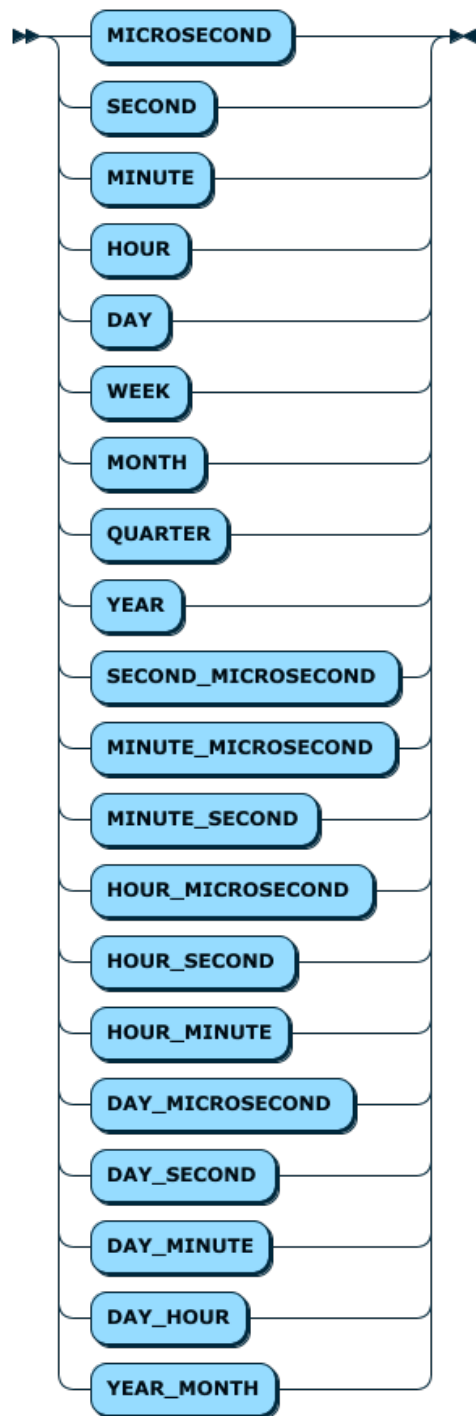 MICROSECOND
SECOND
MINUTE
HOUR
DAY
WEEK
MONTH
QUARTER
YEAR
SECOND_MICROSECOND
MINUTE_MICROSECOND
MINUTE_SECOND
HOUR_MICROSECOND
HOUR_SECOND
HOUR_MINUTE
DAY_MICROSECOND
DAY_SECOND
DAY_MINUTE
DAY_HOUR
YEAR_MONTH